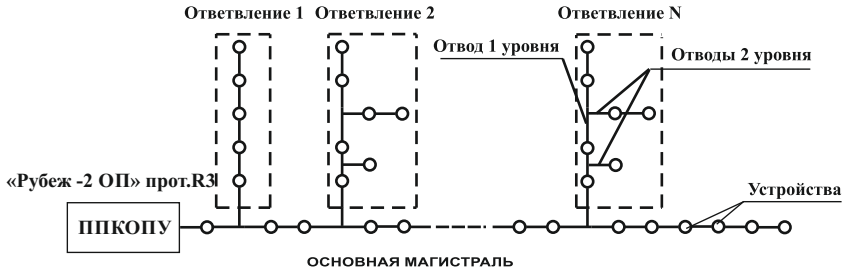 Ответвление 1
Ответвление 2
Ответвление N
Отвод 1 уровня
Отводы 2 уровня
«Рубеж -2 ОП» прот.R3
Устройства
ППКОПУ
ОСНОВНАЯ МАГИСТРАЛЬ